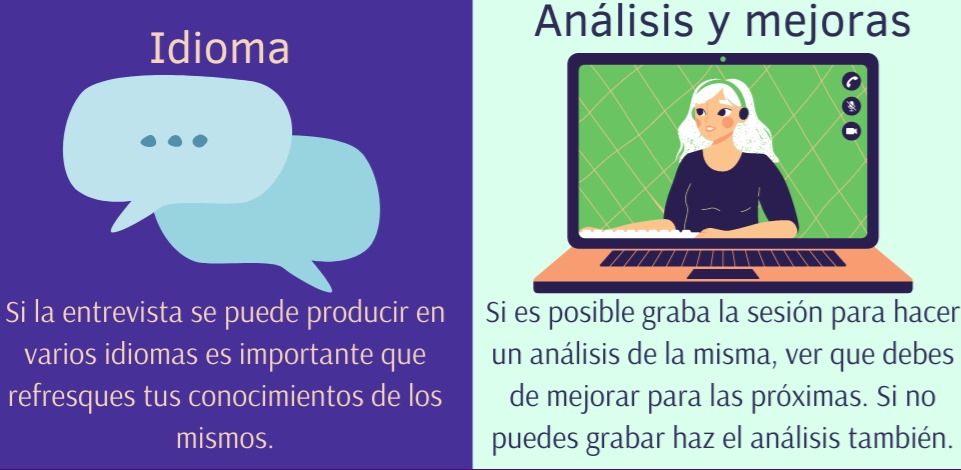 Idioma
Si la entrevista se puede producir en
varios idiomas es importante que
refresques tus conocimientos de los
mismos.
Análisis y mejoras
Si es posible graba la sesión para hacer
un análisis de la misma, ver que debes
de mejorar para las próximas. Si no
puedes grabar haz el análisis también.